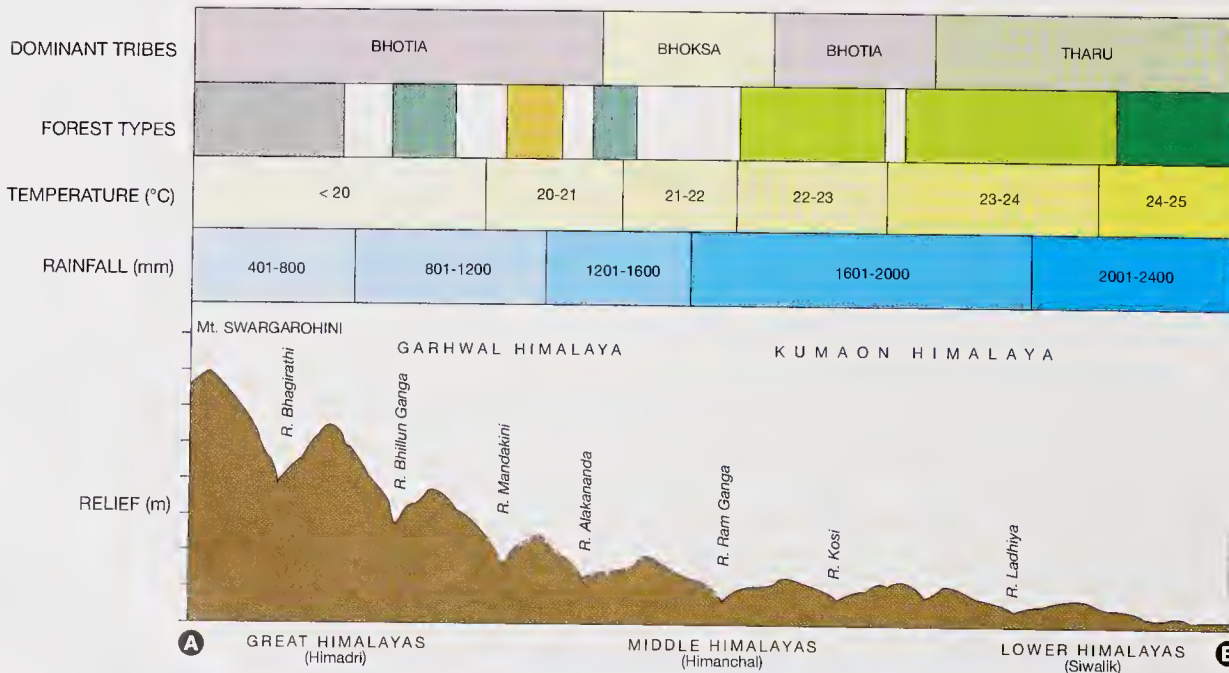 DOMINANT TRIBES
BHOTIA
BHOKSA
BHOTIA
THARU
FOREST TYPES
TEMPERATURE (°C)
< 20
20-21
21-22
22-23
23-24
24-25
RAINFALL (mm)
401-800
801-1200
1201-1600
1601-2000
2001-2400
Mt. SWARGAROHINI
GARHWAL HIMALAYA
KUMAON HIMALAYA
R. Bhagirathi
R. Bhillun Ganga
R. Mandakini
R. Alakananda
R. Ram Ganga
R. Kosi
R. Ladhiya
RELIEF (m)
A
GREAT HIMALAYAS
(Himadri)
MIDDLE HIMALAYAS
(Himanchal)
LOWER HIMALAYAS
(Siwalik)